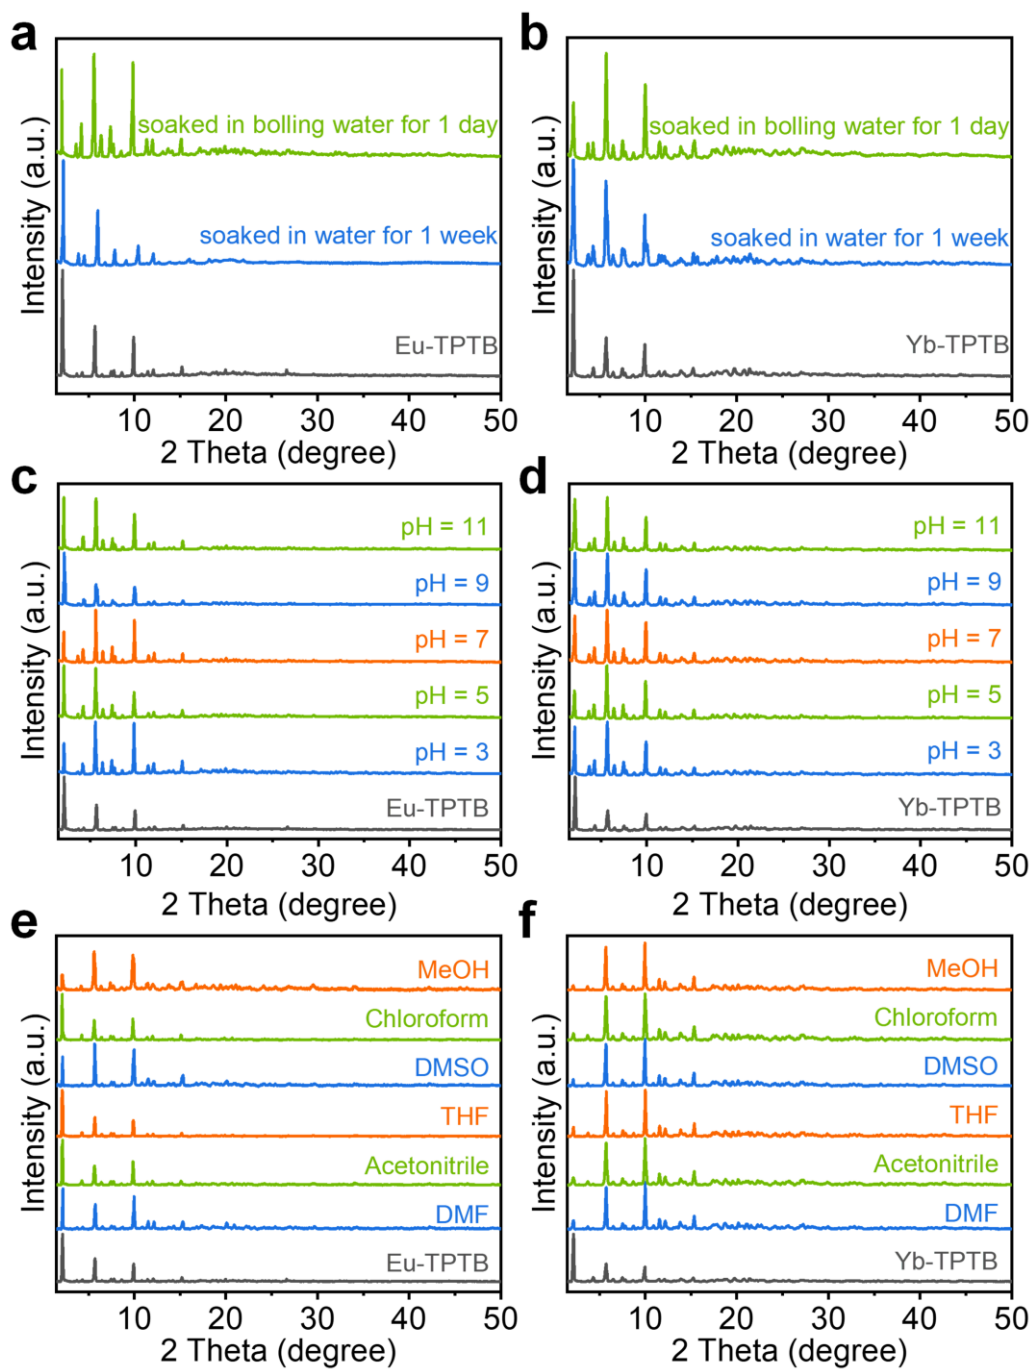 a
soaked in bolling water for 1 day
soaked in water for 1 week
Eu-TPTB
Intensity (a.u.)
10 20 30 40 50
2 Theta (degree)
b
soaked in bolling water for 1 day
soaked in water for 1 week
Yb-TPTB
Intensity (a.u.)
10 20 30 40 50
2 Theta (degree)
c
pH = 11
pH = 9
pH = 7
pH = 5
pH = 3
Eu-TPTB
Intensity (a.u.)
10 20 30 40 50
2 Theta (degree)
d
pH = 11
pH = 9
pH = 7
pH = 5
pH = 3
Yb-TPTB
Intensity (a.u.)
10 20 30 40 50
2 Theta (degree)
e
MeOH
Chloroform
DMSO
THF
Acetonitrile
DMF
Eu-TPTB
Intensity (a.u.)
10 20 30 40 50
2 Theta (degree)
f
MeOH
Chloroform
DMSO
THF
Acetonitrile
DMF
Yb-TPTB
Intensity (a.u.)
10 20 30 40 50
2 Theta (degree)